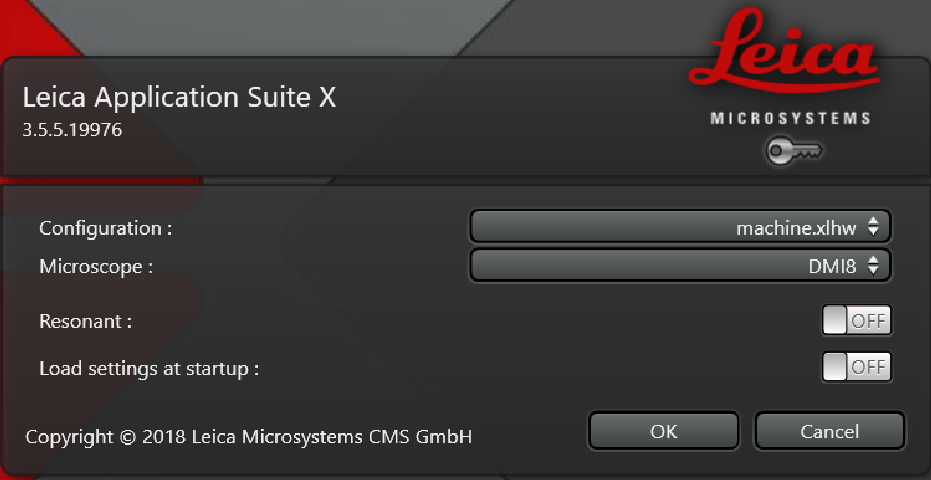 Leica
MICROSYSTEMS
Leica Application Suite X
3.5.5.19976
Configuration : machine.xlhw
Microscope : DMI8
Resonant : OFF
Load settings at startup : OFF
Copyright © 2018 Leica Microsystems CMS GmbH OK Cancel